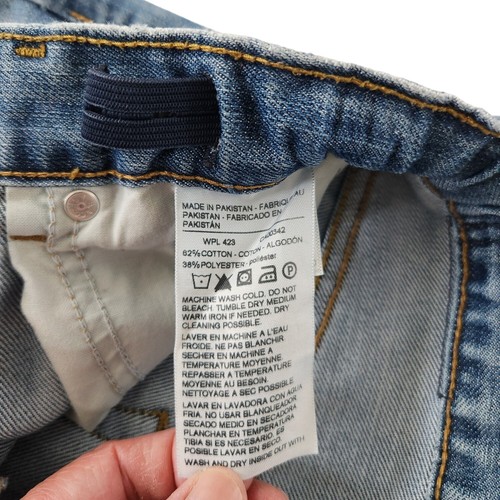 MADE IN PAKISTAN - FABRIQUÉ AU
PAKISTAN - FABRICADO EN
PAKISTÁN
WPL 423
62% COTTON - COTON - ALGODÓN
38% POLYESTER - poliéster
MACHINE WASH COLD. DO NOT
BLEACH. TUMBLE DRY MEDIUM
WARM IRON IF NEEDED. DRY
CLEANING POSSIBLE.
LAVER EN MACHINE A L'EAU
FROIDE. NE PAS BLANCHIR
SECHER EN MACHINE A
TEMPERATURE MOYENNE
REPASSER A TEMPERATURE
MOYENNE AU BESOIN.
NETTOYAGE A SEC POSSIBLE
LAVAR EN LAVADORA CON AGUA
FRIA. NO USAR BLANQUEADOR
SECADO MEDIO EN SECADORA
PLANCHAR EN TEMPERATURA
TIBIA SI ES NECESARIO. ES
POSIBLE LAVAR EN SECO.
WASH AND DRY INSIDE OUT WITH